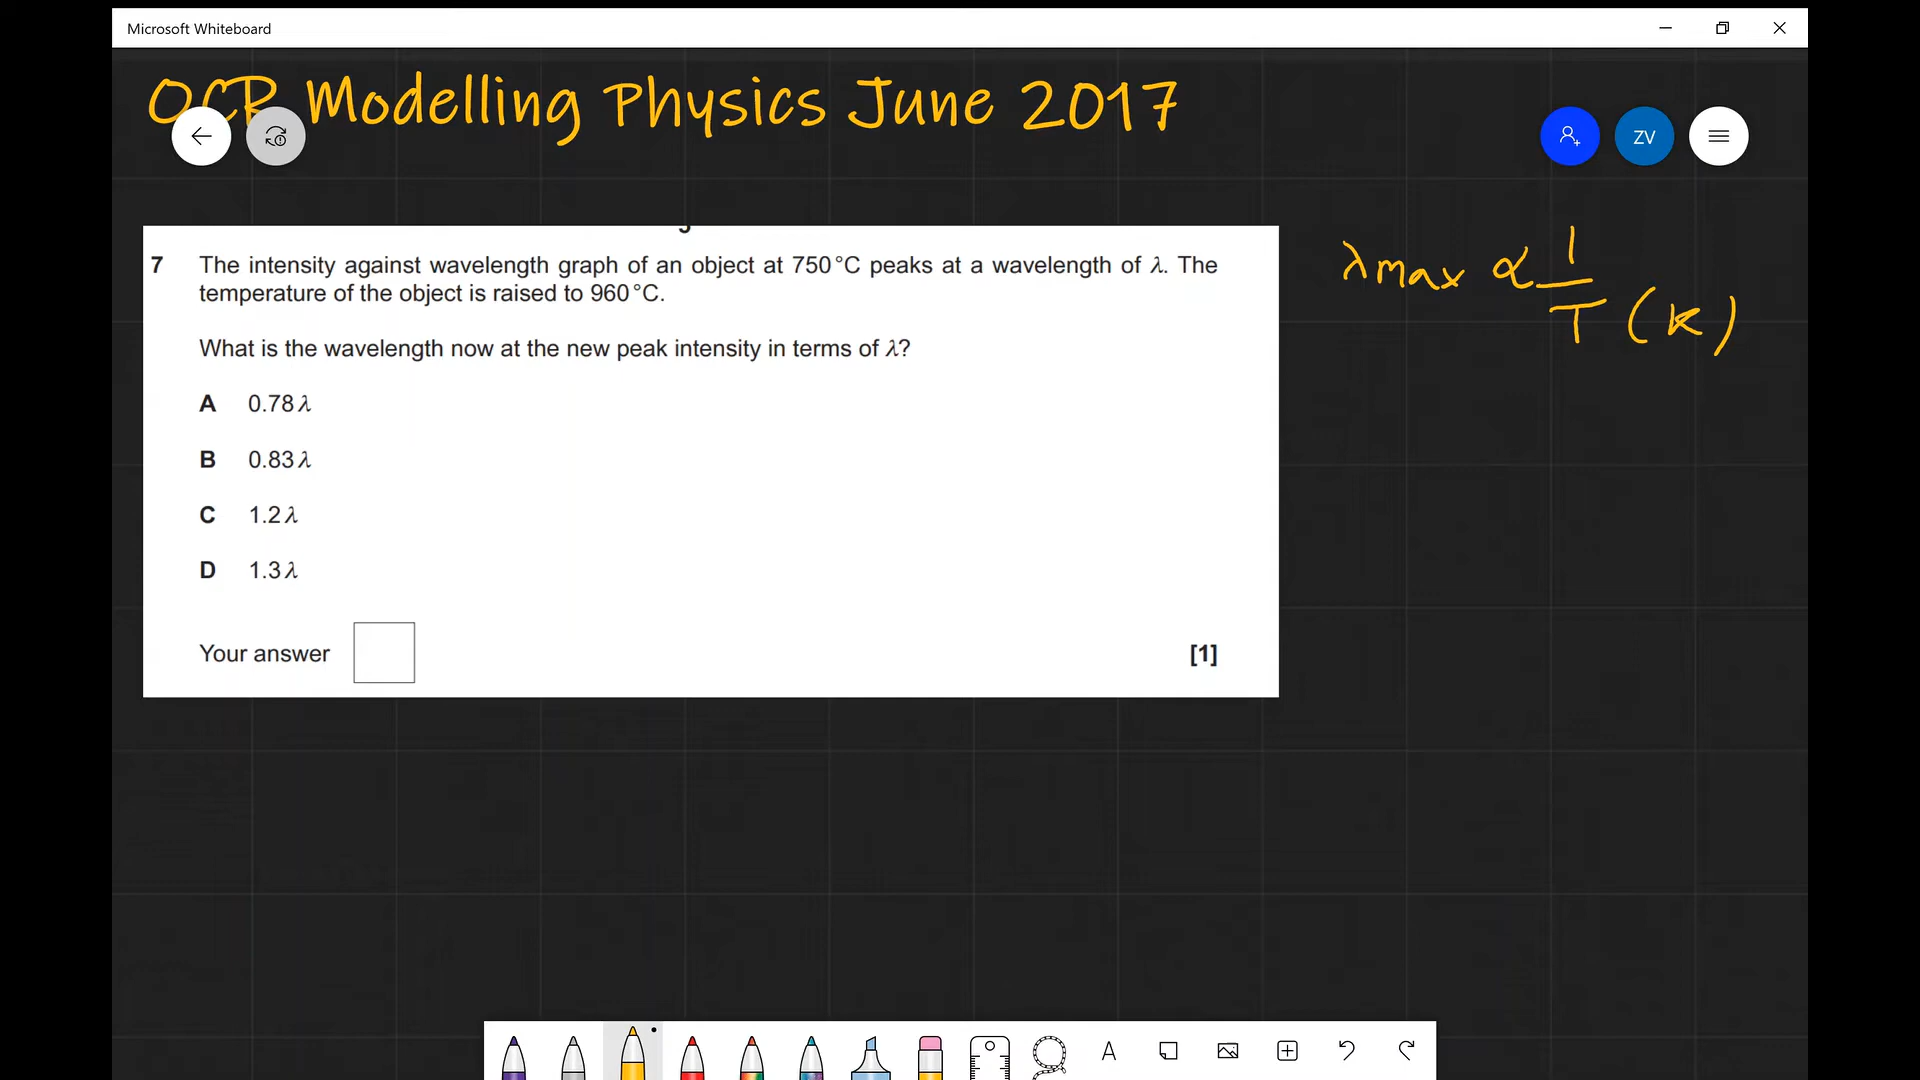 Microsoft Whiteboard
OCR Modelling Physics June 2017
ZV
7 The intensity against wavelength graph of an object at 750°C peaks at a wavelength of λ. The
temperature of the object is raised to 960°C.
What is the wavelength now at the new peak intensity in terms of λ?
A 0.78λ
B 0.83λ
C 1.2λ
D 1.3λ
Your answer [1]
λmax ∝ 1/T (K)
A